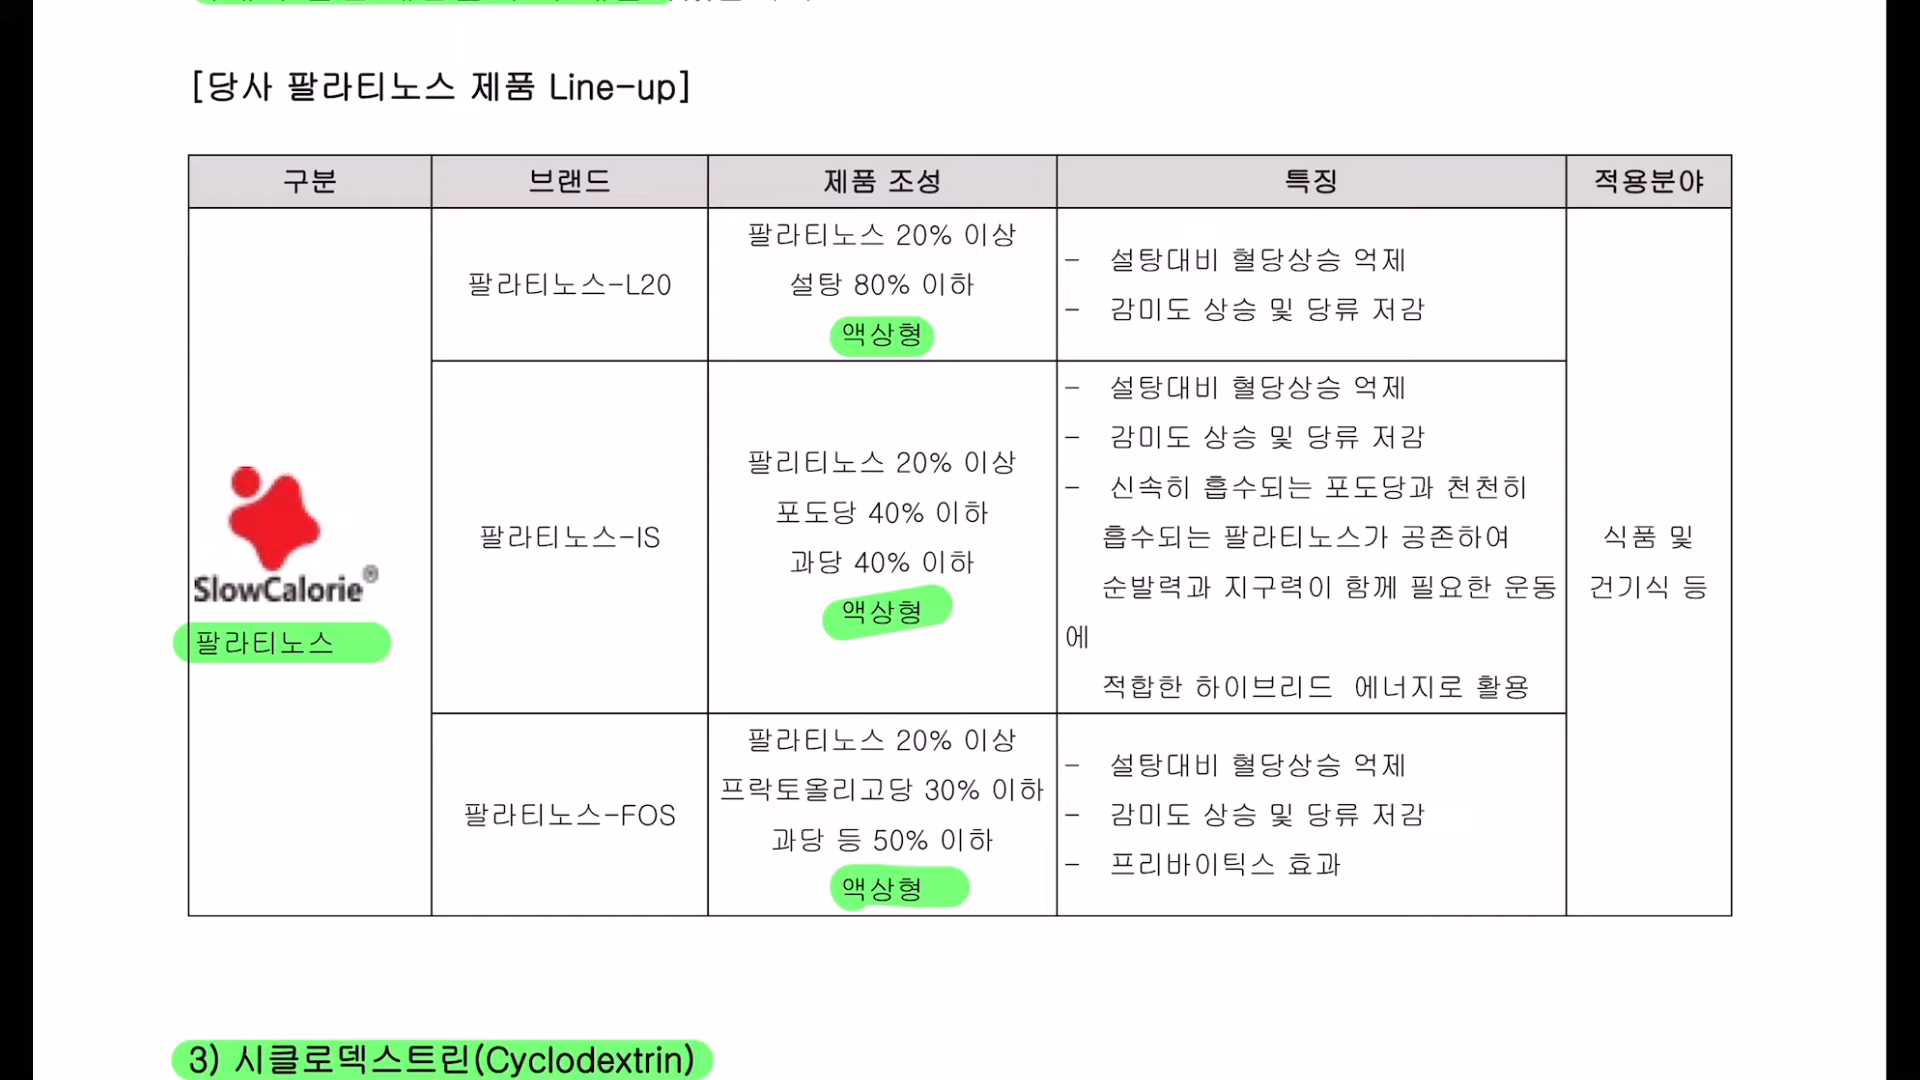 [당사 팔라티노스 제품 Line-up]
구분 브랜드 제품 조성 특징 적용분야
SlowCalorie®
팔라티노스
팔라티노스-L20
팔라티노스 20% 이상
설탕 80% 이하
액상형
- 설탕대비 혈당상승 억제
- 감미도 상승 및 당류 저감
팔라티노스-IS
팔리티노스 20% 이상
포도당 40% 이하
과당 40% 이하
액상형
- 설탕대비 혈당상승 억제
- 감미도 상승 및 당류 저감
- 신속히 흡수되는 포도당과 천천히
흡수되는 팔라티노스가 공존하여
순발력과 지구력이 함께 필요한 운동
에
적합한 하이브리드 에너지로 활용
팔라티노스-FOS
팔라티노스 20% 이상
프락토올리고당 30% 이하
과당 등 50% 이하
액상형
- 설탕대비 혈당상승 억제
- 감미도 상승 및 당류 저감
- 프리바이틱스 효과
식품 및
건기식 등
3) 시클로덱스트린(Cyclodextrin)